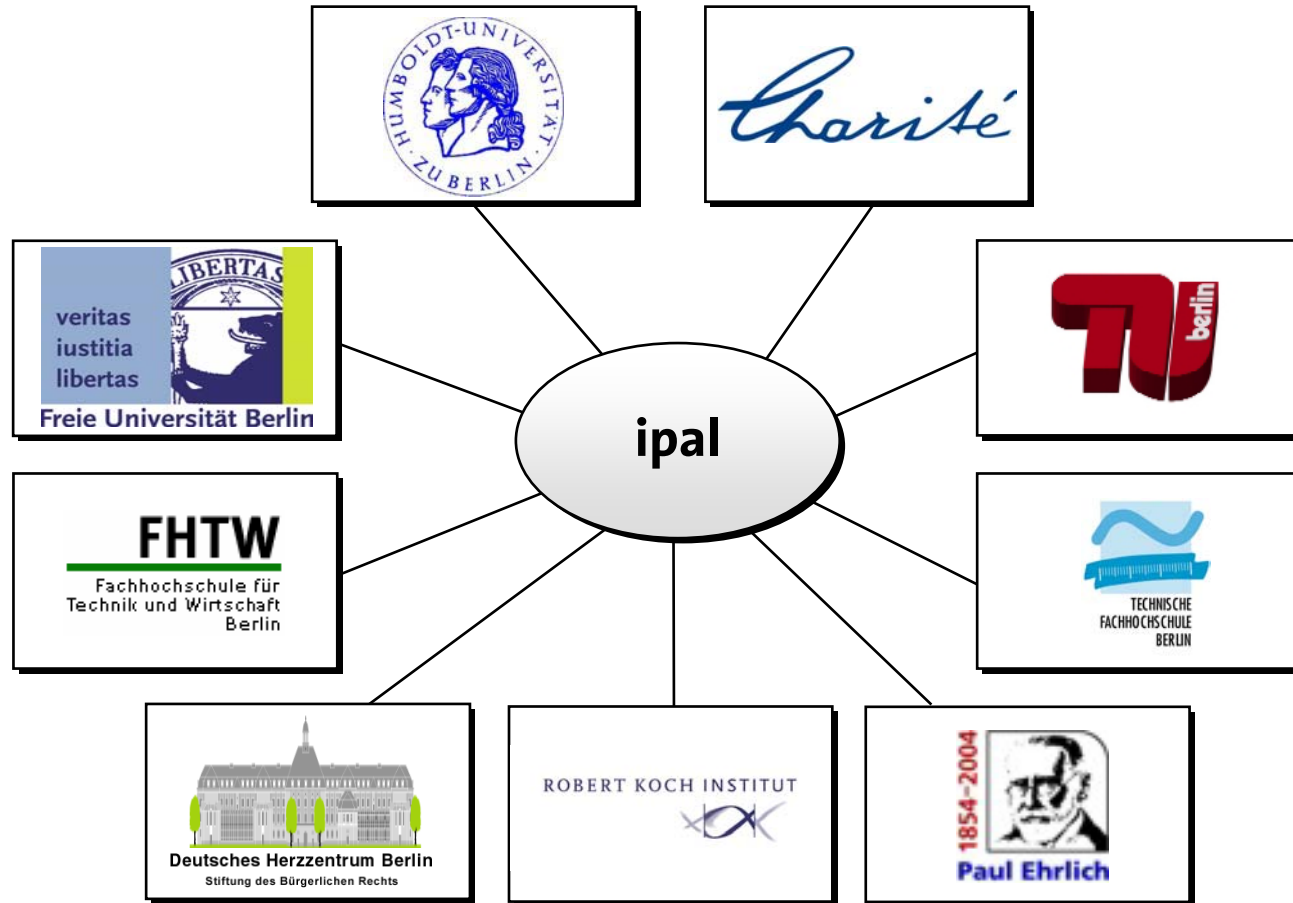 HUMBOLDT-UNIVERSITÄT · ZU BERLIN ·
Charité
LIBERTAS
veritas
iustitia
libertas
Freie Universität Berlin
TU
berlin
ipal
FHTW
Fachhochschule für
Technik und Wirtschaft
Berlin
TECHNISCHE
FACHHOCHSCHULE
BERLIN
Deutsches Herzzentrum Berlin
Stiftung des Bürgerlichen Rechts
ROBERT KOCH INSTITUT
1854-2004
Paul Ehrlich